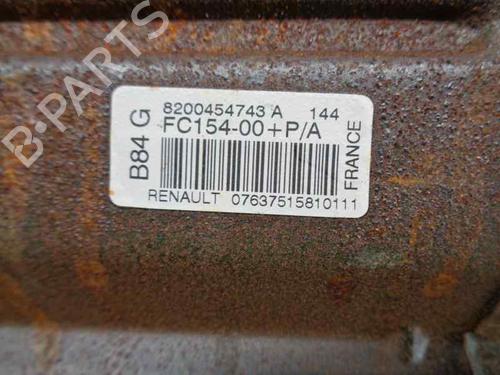 B-PARTS
B84 G
8200454743 A 144
FC154-00+P/A
RENAULT 07637515810111
FRANCE